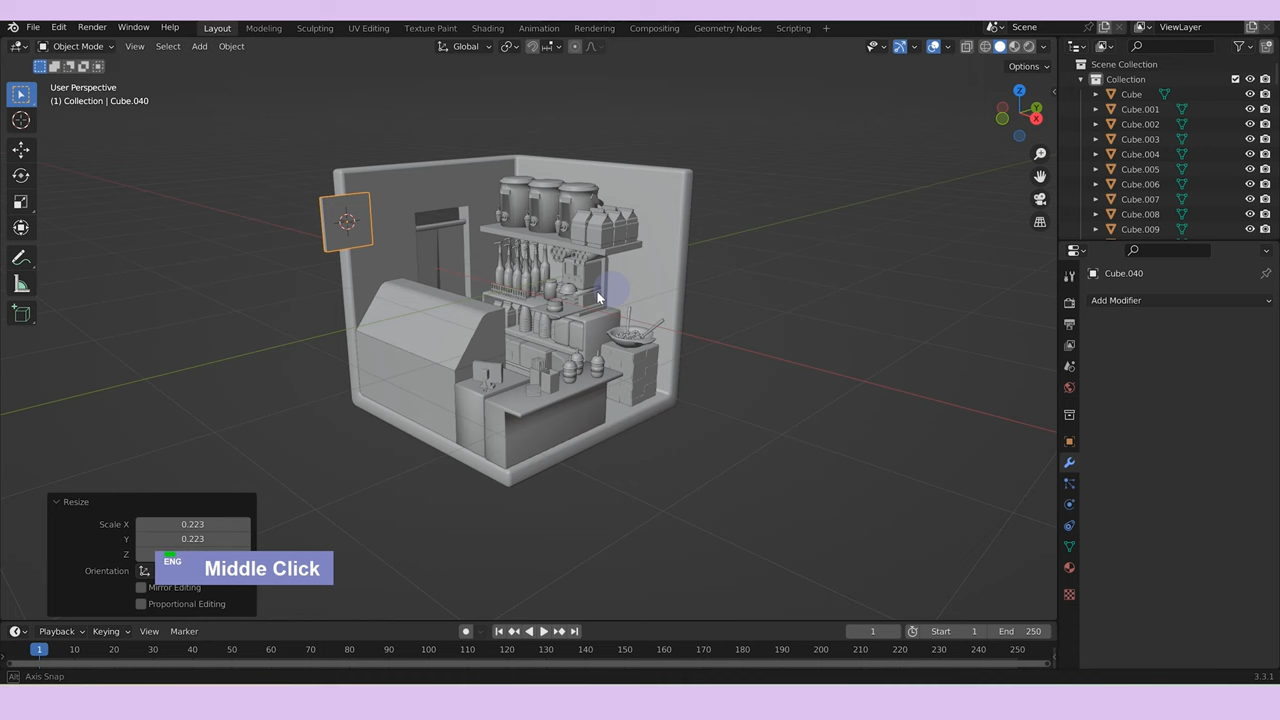 File Edit Render Window Help Layout Modeling Sculpting UV Editing Texture Paint Shading Animation Rendering Compositing Geometry Nodes Scripting + Scene ViewLayer
Object Mode View Select Add Object Global
Options
User Perspective
(1) Collection | Cube.040
Z
Y
X
Scene Collection
Collection
Cube
Cube.001
Cube.002
Cube.003
Cube.004
Cube.005
Cube.006
Cube.007
Cube.008
Cube.009
Cube.040
Add Modifier
Resize
Scale X 0.223
Y 0.223
Z
Orientation
Mirror Editing
Proportional Editing
ENG
Middle Click
Playback Keying View Marker 1 Start 1 End 250
1 10 20 30 40 50 60 70 80 90 100 110 120 130 140 150 160 170 180 190 200 210 220 230 240 250
Alt Axis Snap 3.3.1